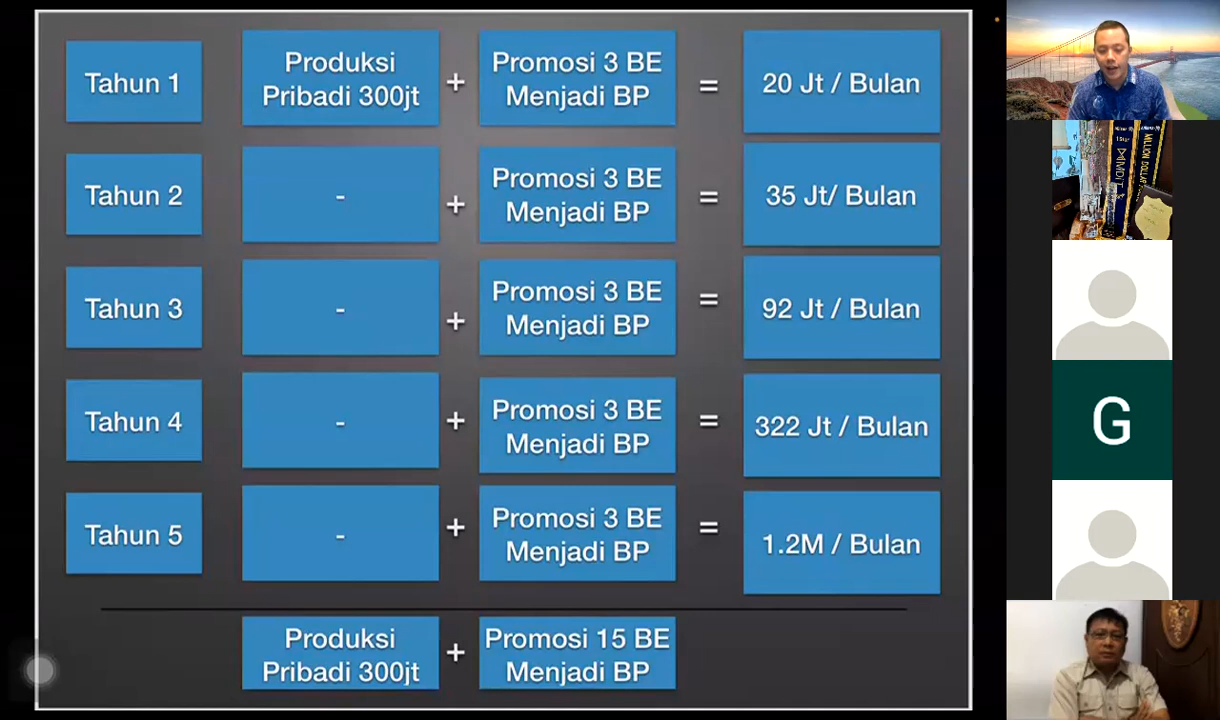 Tahun 1
Produksi
Pribadi 300jt
+
Promosi 3 BE
Menjadi BP
=
20 Jt / Bulan
Tahun 2
-
+
Promosi 3 BE
Menjadi BP
=
35 Jt/ Bulan
Tahun 3
-
+
Promosi 3 BE
Menjadi BP
=
92 Jt / Bulan
Tahun 4
-
+
Promosi 3 BE
Menjadi BP
=
322 Jt / Bulan
Tahun 5
-
+
Promosi 3 BE
Menjadi BP
=
1.2M / Bulan
Produksi
Pribadi 300jt
+
Promosi 15 BE
Menjadi BP
MDRT
MILLION DOLLAR
G